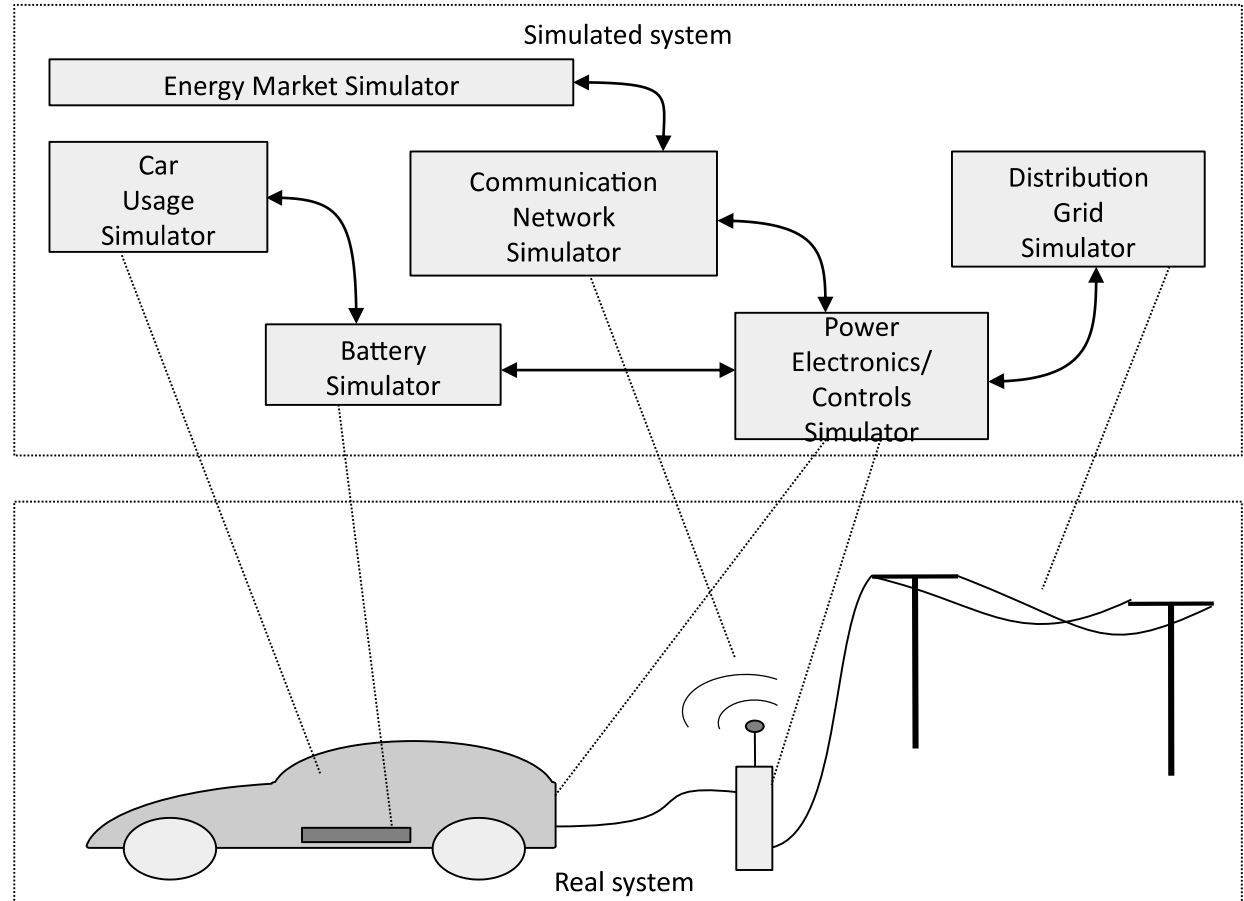 Simulated system
Energy Market Simulator
Car
Usage
Simulator
Communication
Network
Simulator
Distribution
Grid
Simulator
Battery
Simulator
Power
Electronics/
Controls
Simulator
Real system